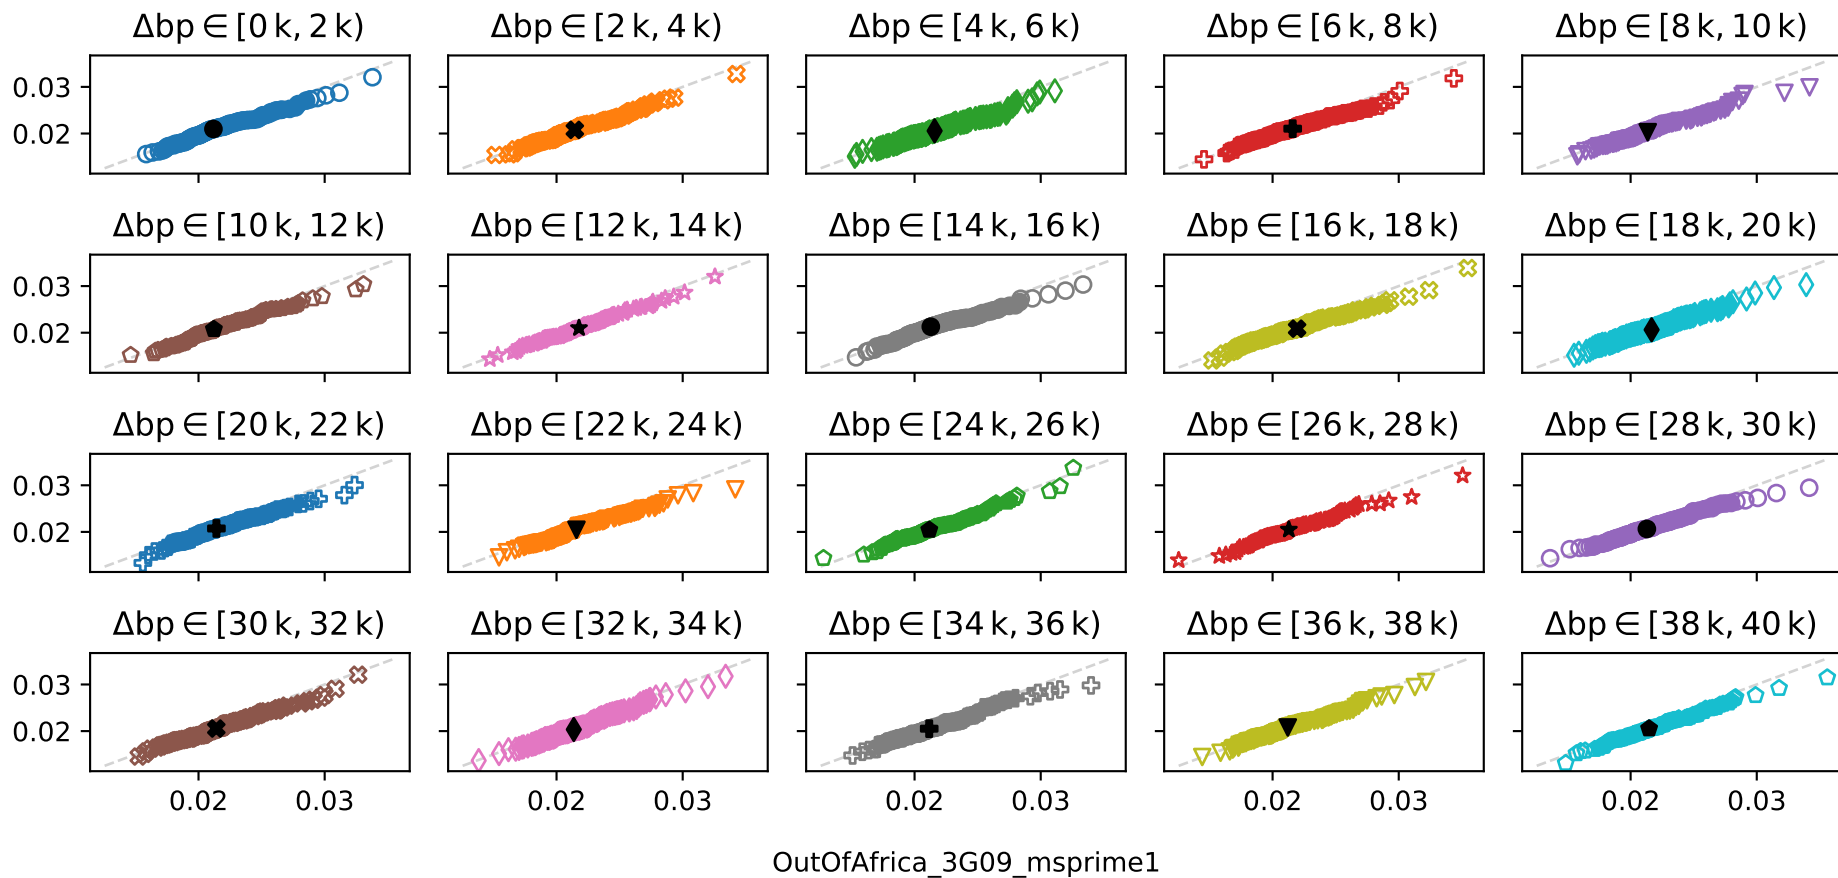 Δbp ∈ [0 k, 2 k) Δbp ∈ [2 k, 4 k) Δbp ∈ [4 k, 6 k) Δbp ∈ [6 k, 8 k) Δbp ∈ [8 k, 10 k)
0.03
0.02
Δbp ∈ [10 k, 12 k) Δbp ∈ [12 k, 14 k) Δbp ∈ [14 k, 16 k) Δbp ∈ [16 k, 18 k) Δbp ∈ [18 k, 20 k)
0.03
0.02
Δbp ∈ [20 k, 22 k) Δbp ∈ [22 k, 24 k) Δbp ∈ [24 k, 26 k) Δbp ∈ [26 k, 28 k) Δbp ∈ [28 k, 30 k)
0.03
0.02
Δbp ∈ [30 k, 32 k) Δbp ∈ [32 k, 34 k) Δbp ∈ [34 k, 36 k) Δbp ∈ [36 k, 38 k) Δbp ∈ [38 k, 40 k)
0.03
0.02
0.02 0.03 0.02 0.03 0.02 0.03 0.02 0.03 0.02 0.03
OutOfAfrica_3G09_msprime1